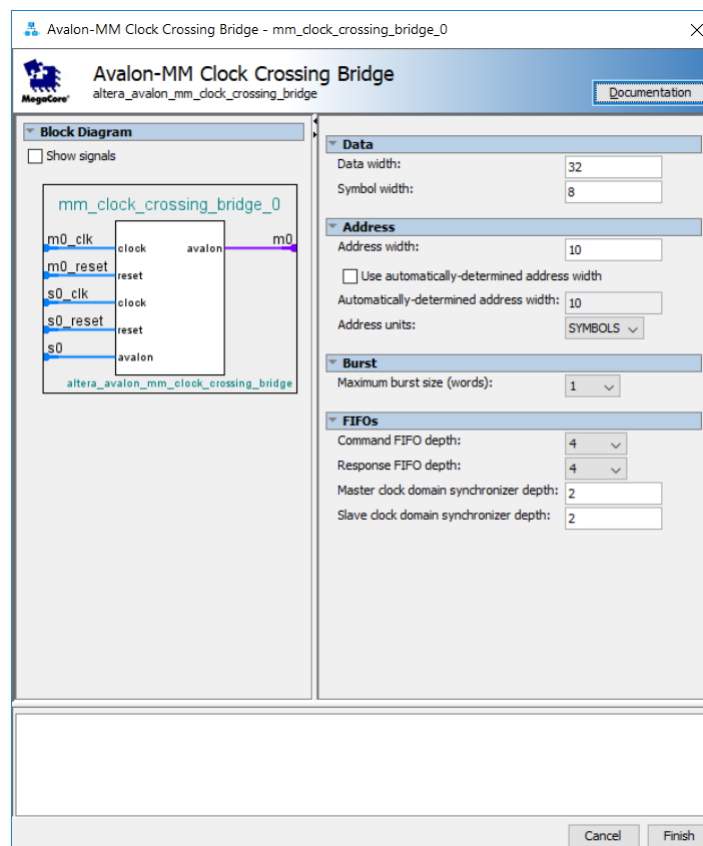 Avalon-MM Clock Crossing Bridge - mm_clock_crossing_bridge_0
Avalon-MM Clock Crossing Bridge
altera_avalon_mm_clock_crossing_bridge
MegaCore®
Documentation
Block Diagram
Show signals
mm_clock_crossing_bridge_0
m0_clk
clock
avalon
m0
m0_reset
reset
s0_clk
clock
s0_reset
reset
s0
avalon
altera_avalon_mm_clock_crossing_bridge
Data
Data width: 32
Symbol width: 8
Address
Address width: 10
Use automatically-determined address width
Automatically-determined address width: 10
Address units: SYMBOLS
Burst
Maximum burst size (words): 1
FIFOs
Command FIFO depth: 4
Response FIFO depth: 4
Master clock domain synchronizer depth: 2
Slave clock domain synchronizer depth: 2
Cancel Finish